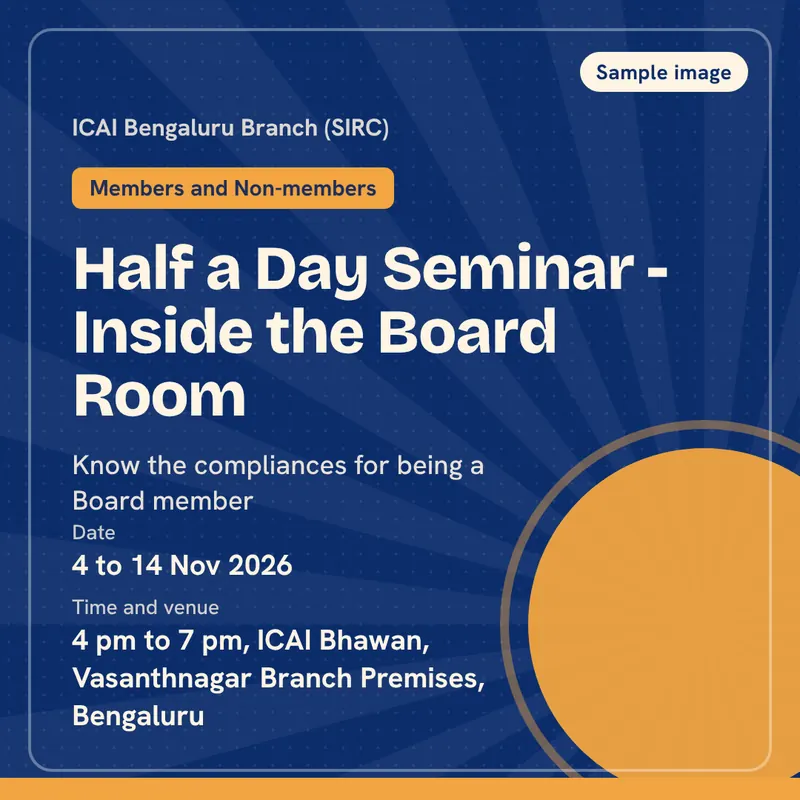 Sample image
ICAI Bengaluru Branch (SIRC)
Members and Non-members
Half a Day Seminar -
Inside the Board
Room
Know the compliances for being a
Board member
Date
4 to 14 Nov 2026
Time and venue
4 pm to 7 pm, ICAI Bhawan,
Vasanthnagar Branch Premises,
Bengaluru